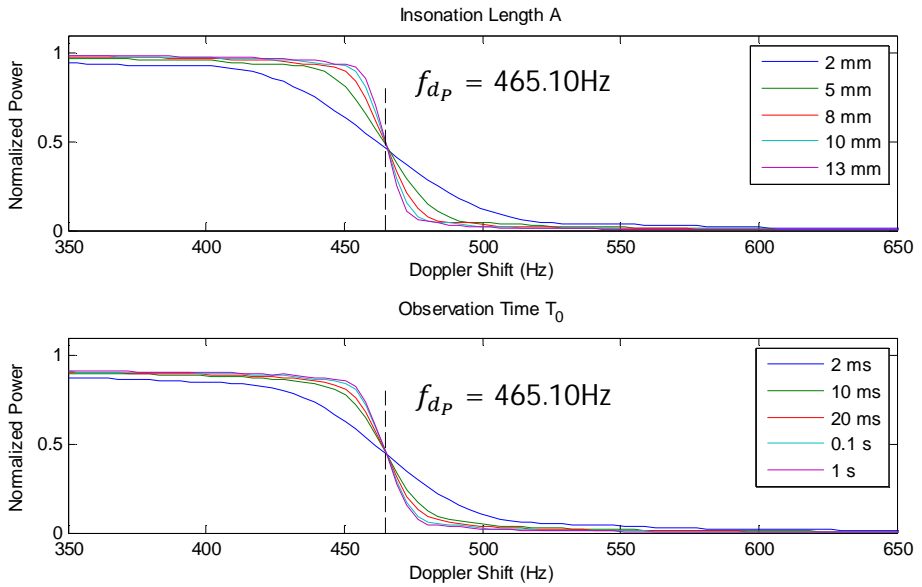 Insonation Length A
Normalized Power
1
0.5
0
350 400 450 500 550 600 650
Doppler Shift (Hz)
f_{d_P} = 465.10Hz
2 mm
5 mm
8 mm
10 mm
13 mm
Observation Time T_0
Normalized Power
1
0.5
0
350 400 450 500 550 600 650
Doppler Shift (Hz)
f_{d_P} = 465.10Hz
2 ms
10 ms
20 ms
0.1 s
1 s